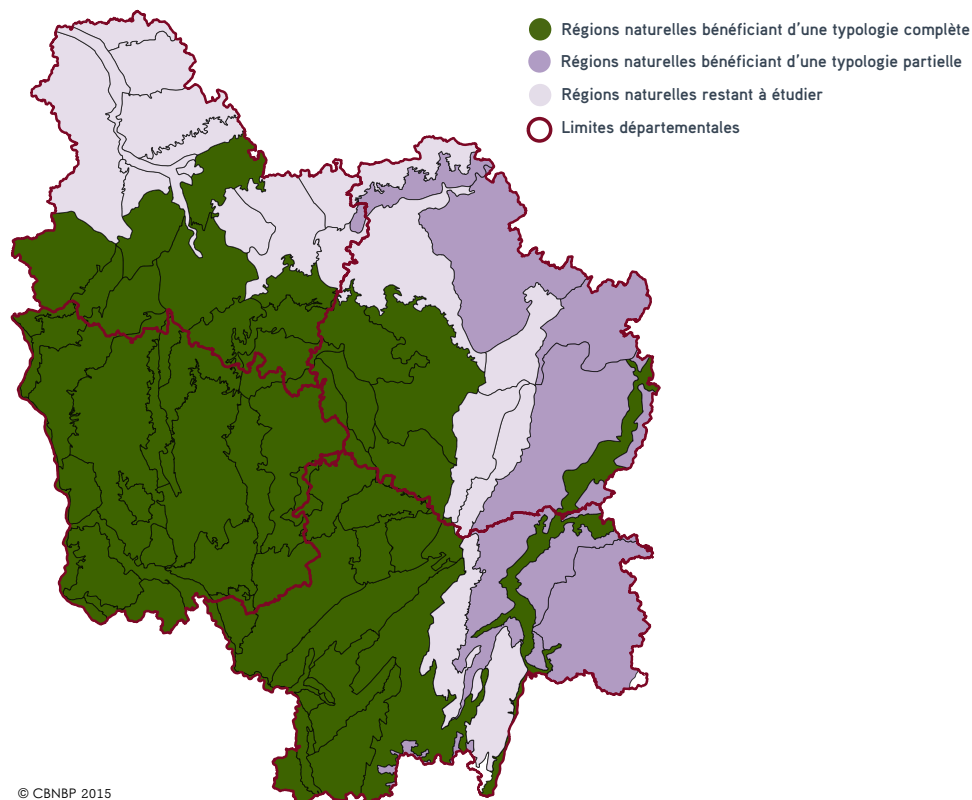 Régions naturelles bénéficiant d'une typologie complète
Régions naturelles bénéficiant d'une typologie partielle
Régions naturelles restant à étudier
Limites départementales
© CBNBP 2015